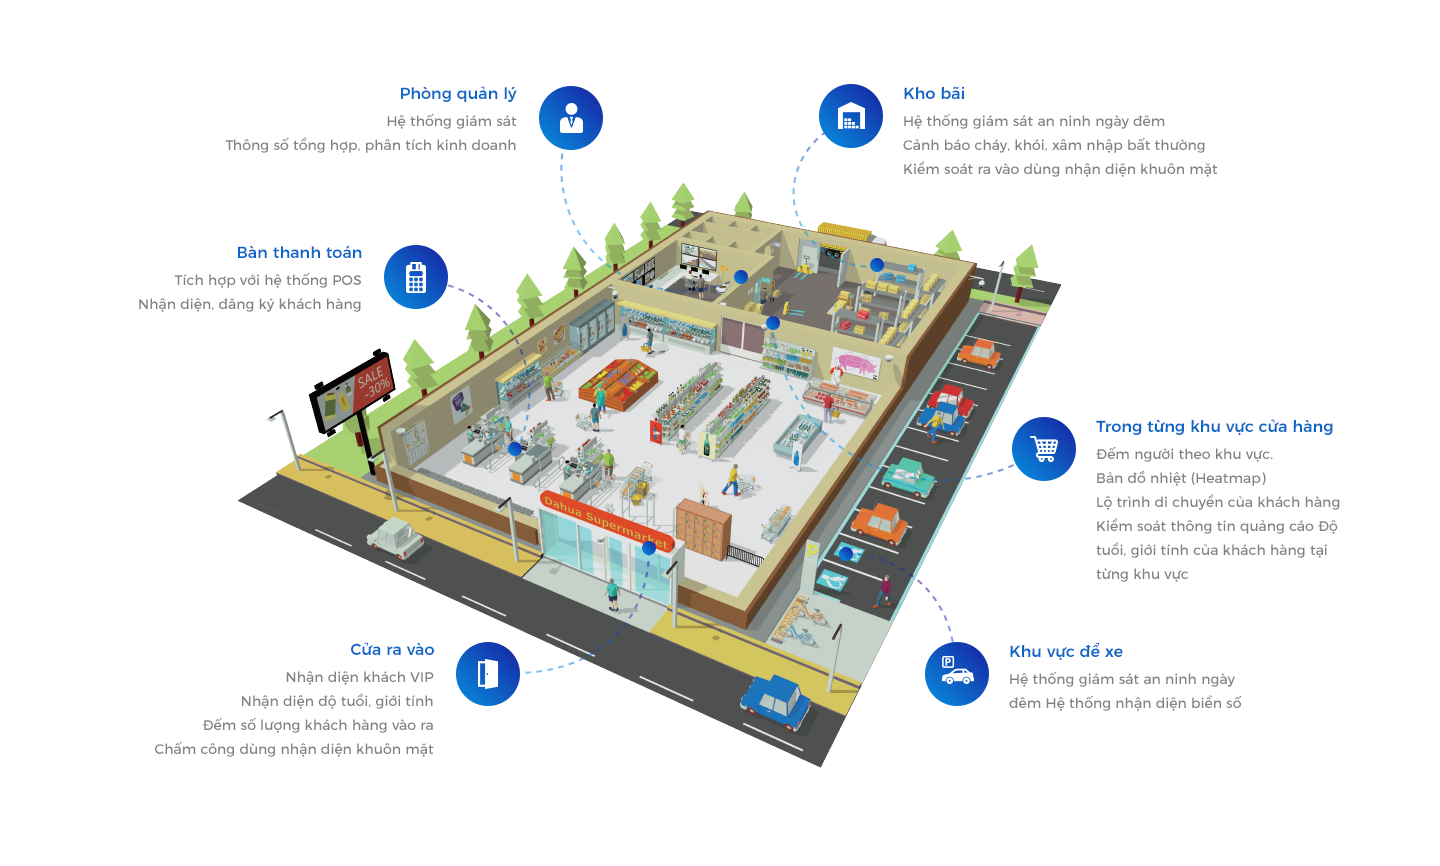 Phòng quản lý
Hệ thống giám sát
Thông số tổng hợp, phân tích kinh doanh
Kho bãi
Hệ thống giám sát an ninh ngày đêm
Cảnh báo cháy, khói, xâm nhập bất thường
Kiểm soát ra vào dùng nhận diện khuôn mặt
Bàn thanh toán
Tích hợp với hệ thống POS
Nhận diện, đăng ký khách hàng
SALE
-30%
Trong từng khu vực cửa hàng
Đếm người theo khu vực.
Bản đồ nhiệt (Heatmap)
Lộ trình di chuyển của khách hàng
Kiểm soát thông tin quảng cáo Độ
tuổi, giới tính của khách hàng tại
từng khu vực
Dahua Supermarket
P
Cửa ra vào
Nhận diện khách VIP
Nhận diện độ tuổi, giới tính
Đếm số lượng khách hàng vào ra
Chấm công dùng nhận diện khuôn mặt
P
Khu vực để xe
Hệ thống giám sát an ninh ngày
đêm Hệ thống nhận diện biển số